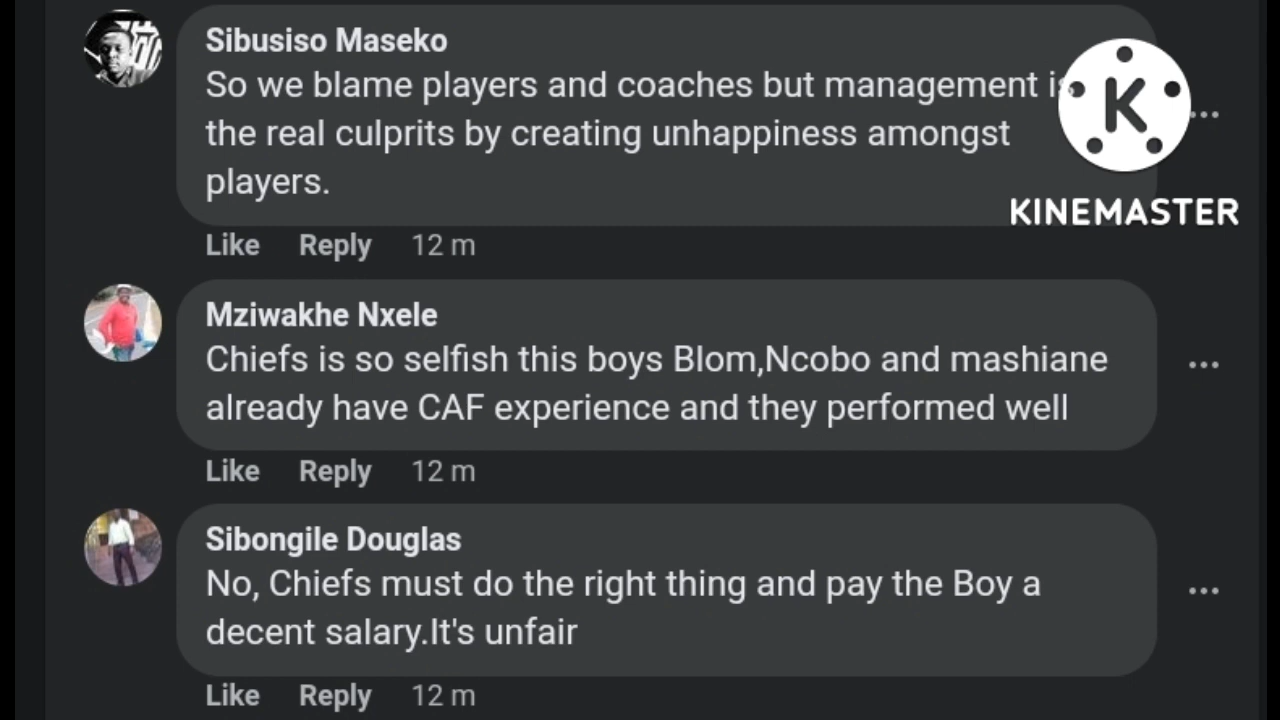 Sibusiso Maseko
So we blame players and coaches but management is
the real culprits by creating unhappiness amongst
players.
K
KINEMASTER
Like Reply 12 m
Mziwakhe Nxele
Chiefs is so selfish this boys Blom,Ncobo and mashiane
already have CAF experience and they performed well
Like Reply 12 m
Sibongile Douglas
No, Chiefs must do the right thing and pay the Boy a
decent salary.It's unfair
Like Reply 12 m